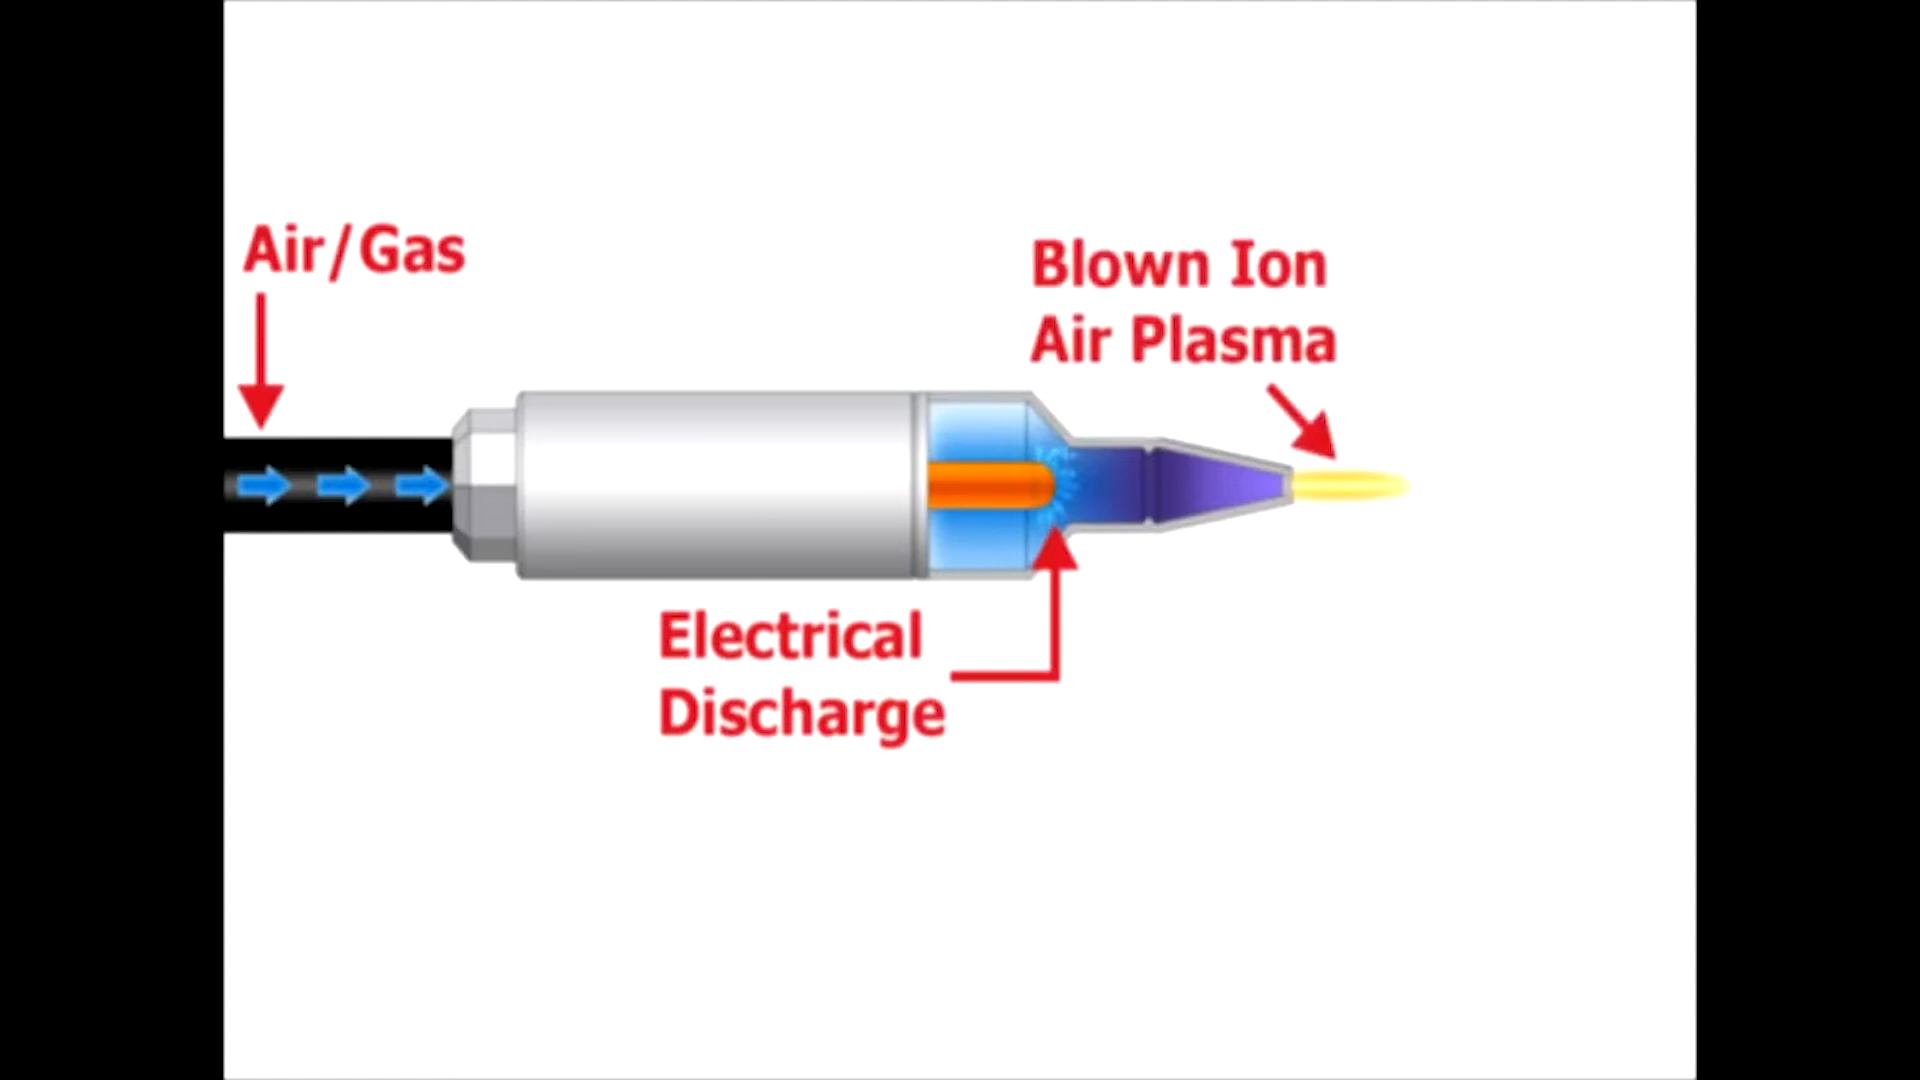 Air/Gas
Blown Ion
Air Plasma
Electrical
Discharge